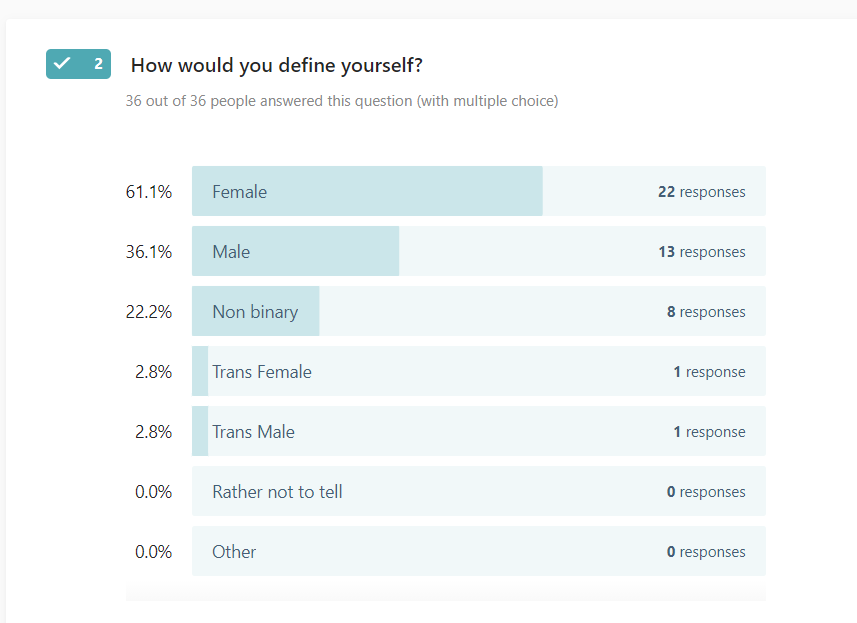 2 How would you define yourself?
36 out of 36 people answered this question (with multiple choice)
61.1% Female 22 responses
36.1% Male 13 responses
22.2% Non binary 8 responses
2.8% Trans Female 1 response
2.8% Trans Male 1 response
0.0% Rather not to tell 0 responses
0.0% Other 0 responses